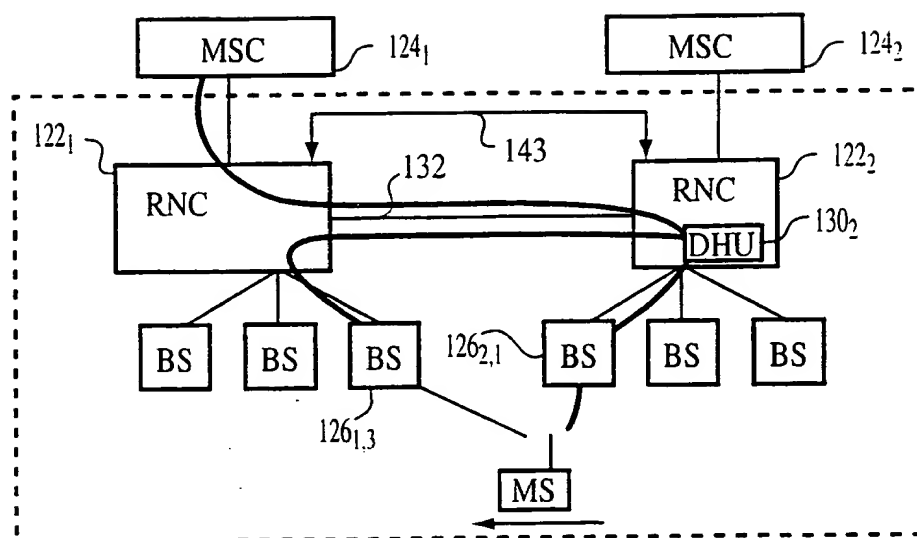 MSC
124₁
MSC
124₂
122₁
143
122₂
RNC
132
RNC
DHU
130₂
BS
BS
BS
126₂,₁
BS
BS
BS
126₁,₃
MS